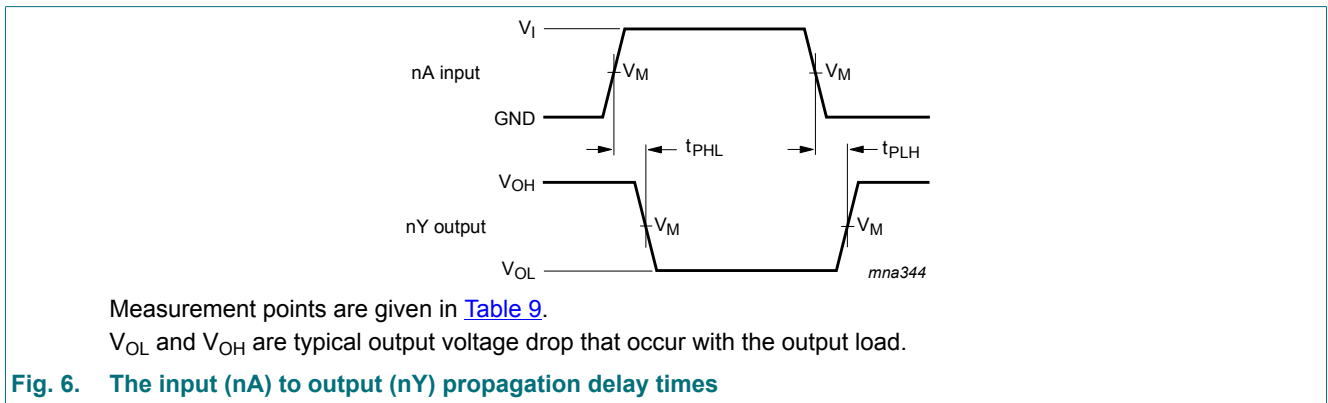 V_I
nA input
V_M
V_M
GND
t_PHL
t_PLH
V_OH
nY output
V_M
V_M
V_OL
mna344
Measurement points are given in Table 9.
V_OL and V_OH are typical output voltage drop that occur with the output load.
Fig. 6. The input (nA) to output (nY) propagation delay times